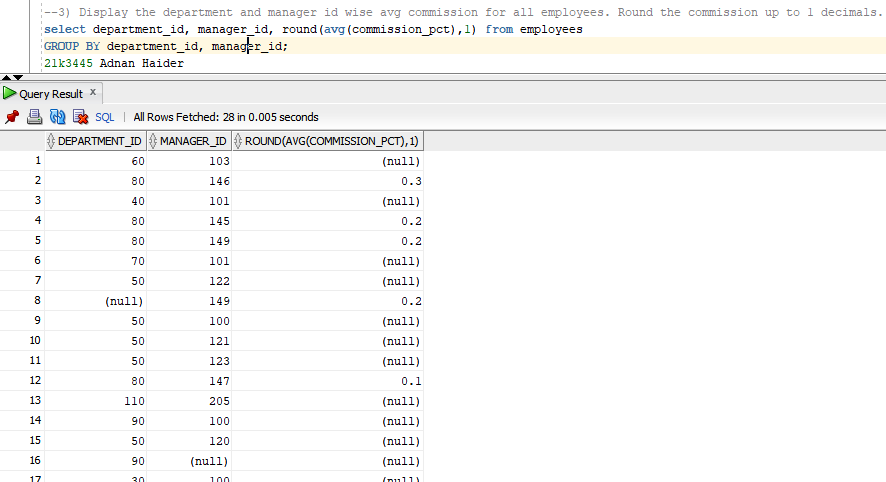 --3) Display the department and manager id wise avg commission for all employees. Round the commission up to 1 decimals.
select department_id, manager_id, round(avg(commission_pct),1) from employees
GROUP BY department_id, manager_id;
21k3445 Adnan Haider
Query Result x
SQL | All Rows Fetched: 28 in 0.005 seconds
DEPARTMENT_ID MANAGER_ID ROUND(AVG(COMMISSION_PCT),1)
1 60 103 (null)
2 80 146 0.3
3 40 101 (null)
4 80 145 0.2
5 80 149 0.2
6 70 101 (null)
7 50 122 (null)
8 (null) 149 0.2
9 50 100 (null)
10 50 121 (null)
11 50 123 (null)
12 80 147 0.1
13 110 205 (null)
14 90 100 (null)
15 50 120 (null)
16 90 (null) (null)
17 30 100 (null)